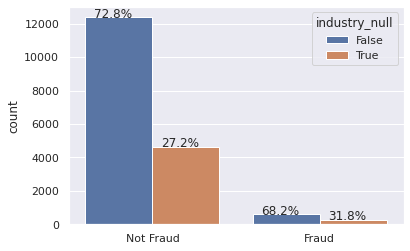 industry_null
False
True
72.8%
27.2%
68.2%
31.8%
12000
10000
8000
6000
4000
2000
0
count
Not Fraud
Fraud